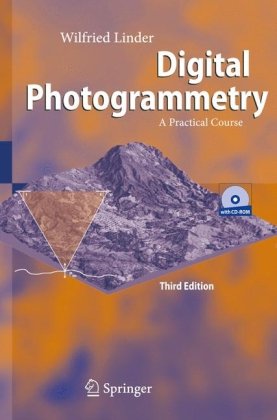 Wilfried Linder
Digital
Photogrammetry
A Practical Course
with CD-ROM
Third Edition
Springer